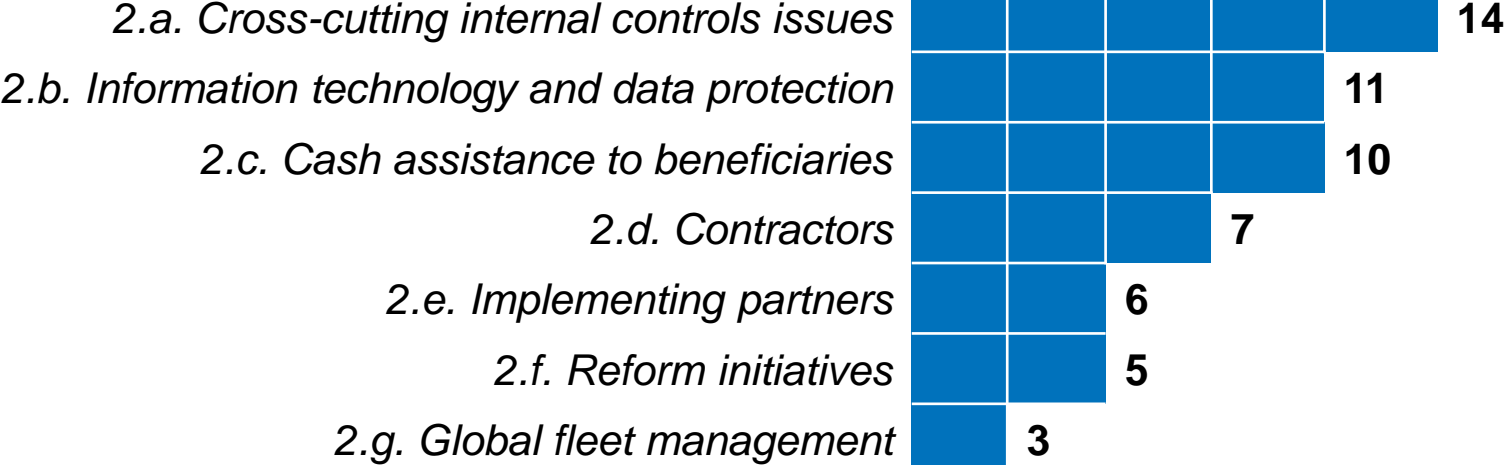 2.a. Cross-cutting internal controls issues 14
2.b. Information technology and data protection 11
2.c. Cash assistance to beneficiaries 10
2.d. Contractors 7
2.e. Implementing partners 6
2.f. Reform initiatives 5
2.g. Global fleet management 3